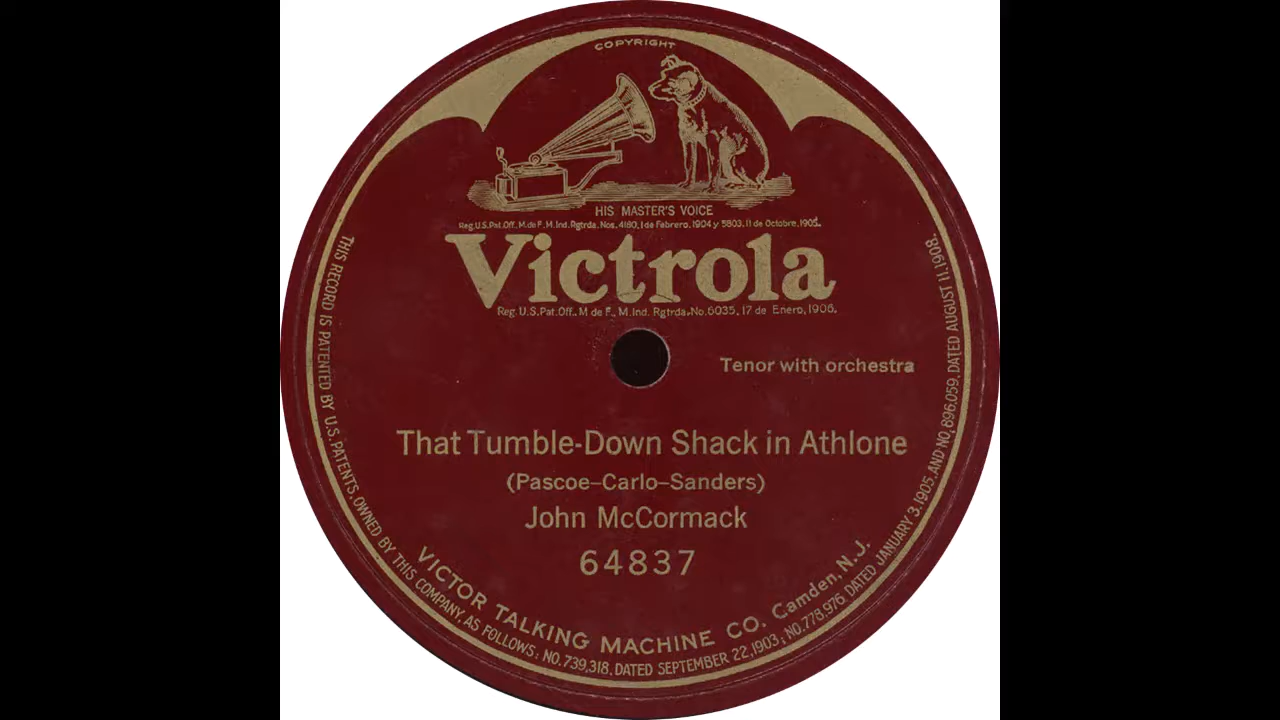 COPYRIGHT
HIS MASTER'S VOICE
Reg.U.S.Pat.Off. M.de F., M.Ind. Rgtrda. Nos. 4180, 1 de Febrero, 1904 y 5803, 11 de Octobre, 1905.
Victrola
Reg. U.S. Pat. Off., M de F., M. Ind. Rgtrda. No. 6035, 17 de Enero, 1906.
Tenor with orchestra
That Tumble-Down Shack in Athlone
(Pascoe-Carlo-Sanders)
John McCormack
64837
VICTOR TALKING MACHINE CO. Camden, N.J.
THIS RECORD IS PATENTED BY U.S. PATENTS, OWNED BY THIS COMPANY, AS FOLLOWS: NO. 739,318, DATED SEPTEMBER 22, 1903; NO. 778,976 DATED JANUARY 3, 1905, AND NO. 896,059, DATED AUGUST 11, 1908.